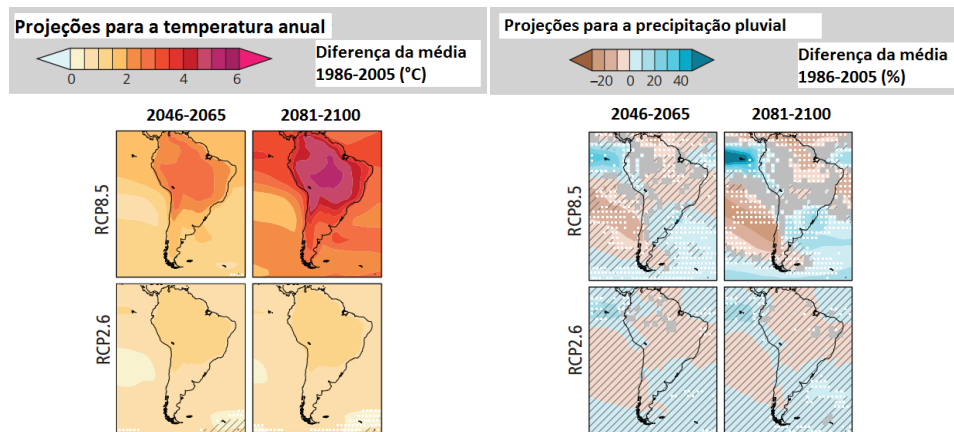 Projeções para a temperatura anual
0 2 4 6
Diferença da média
1986-2005 (°C)
2046-2065 2081-2100
RCP8.5
RCP2.6
Projeções para a precipitação pluvial
−20 0 20 40
Diferença da média
1986-2005 (%)
2046-2065 2081-2100
RCP8.5
RCP2.6